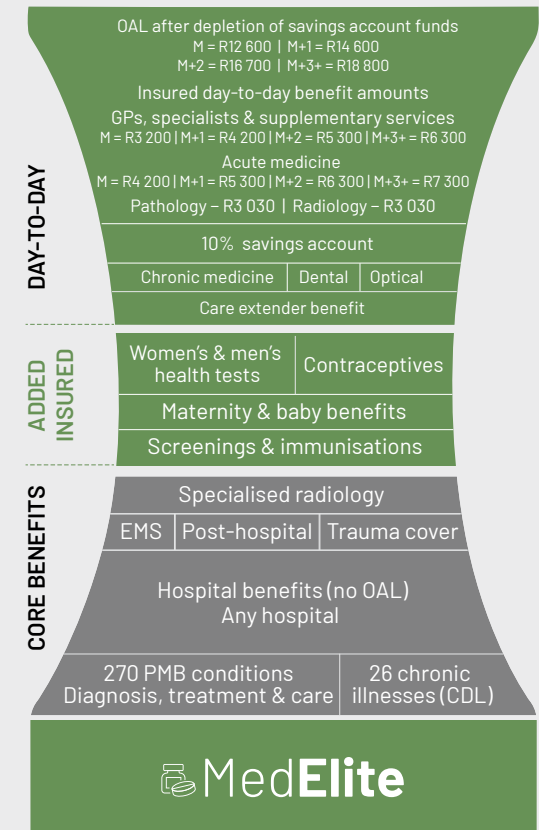 OAL after depletion of savings account funds
M = R12 600 | M+1 = R14 600
M+2 = R16 700 | M+3+ = R18 800
Insured day-to-day benefit amounts
GPs, specialists & supplementary services
M = R3 200 | M+1 = R4 200 | M+2 = R5 300 | M+3+ = R6 300
Acute medicine
M = R4 200 | M+1 = R5 300 | M+2 = R6 300 | M+3+ = R7 300
Pathology – R3 030 | Radiology – R3 030
DAY-TO-DAY
10% savings account
Chronic medicine
Dental
Optical
Care extender benefit
ADDED
INSURED
Women's & men's
health tests
Contraceptives
Maternity & baby benefits
Screenings & immunisations
CORE BENEFITS
Specialised radiology
EMS
Post-hospital
Trauma cover
Hospital benefits (no OAL)
Any hospital
270 PMB conditions
Diagnosis, treatment & care
26 chronic
illnesses (CDL)
MedElite